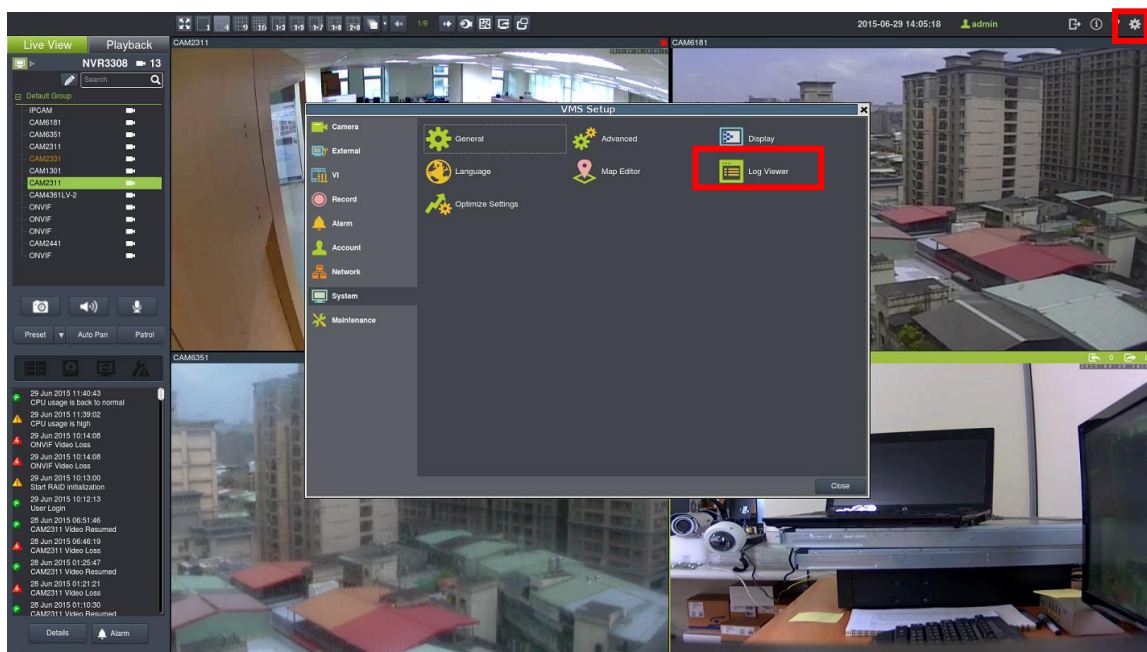 1/9
2015-06-29 14:05:18
admin
Live View
Playback
NVR3308
13
Search
Default Group
IPCAM
CAM6181
CAM6351
CAM2311
CAM2331
CAM1301
CAM2311
CAM4361LV-2
ONVIF
ONVIF
ONVIF
CAM2441
ONVIF
Preset
Auto Pan
Patrol
29 Jun 2015 11:40:43
CPU usage is back to normal
29 Jun 2015 11:39:02
CPU usage is high
29 Jun 2015 10:14:08
ONVIF Video Loss
29 Jun 2015 10:14:08
ONVIF Video Loss
29 Jun 2015 10:13:00
Start RAID initialization
29 Jun 2015 10:12:13
User Login
28 Jun 2015 06:51:46
CAM2311 Video Resumed
28 Jun 2015 06:46:19
CAM2311 Video Loss
28 Jun 2015 01:25:47
CAM2311 Video Resumed
28 Jun 2015 01:21:21
CAM2311 Video Loss
28 Jun 2015 01:10:30
CAM2311 Video Resumed
Details
Alarm
CAM2311
CAM6181
CAM6351
0
VMS Setup
Camera
External
VI
Record
Alarm
Account
Network
System
Maintenance
General
Advanced
Display
Language
Map Editor
Log Viewer
Optimize Settings
Close